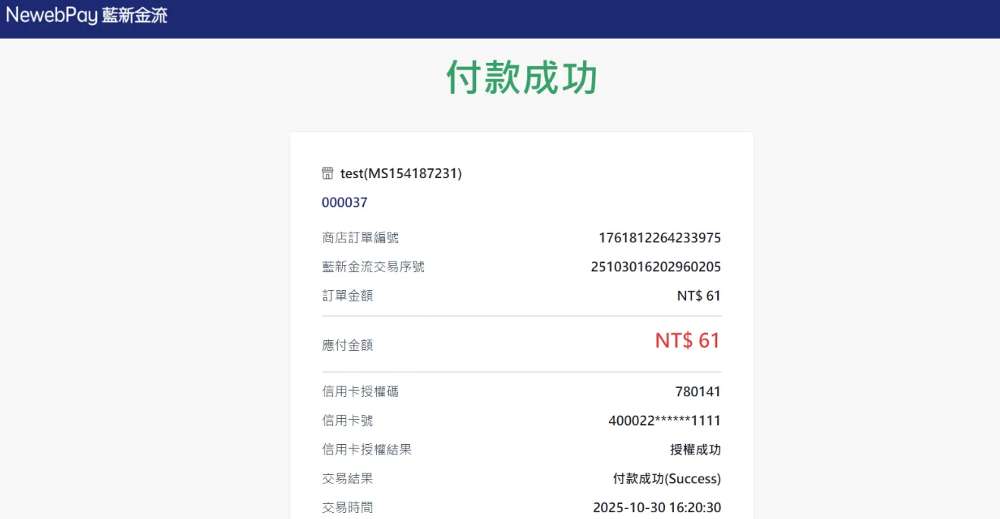 NewebPay 藍新金流
付款成功
test(MS154187231)
000037
商店訂單編號 1761812264233975
藍新金流交易序號 25103016202960205
訂單金額 NT$ 61
應付金額 NT$ 61
信用卡授權碼 780141
信用卡號 400022******1111
信用卡授權結果 授權成功
交易結果 付款成功(Success)
交易時間 2025-10-30 16:20:30